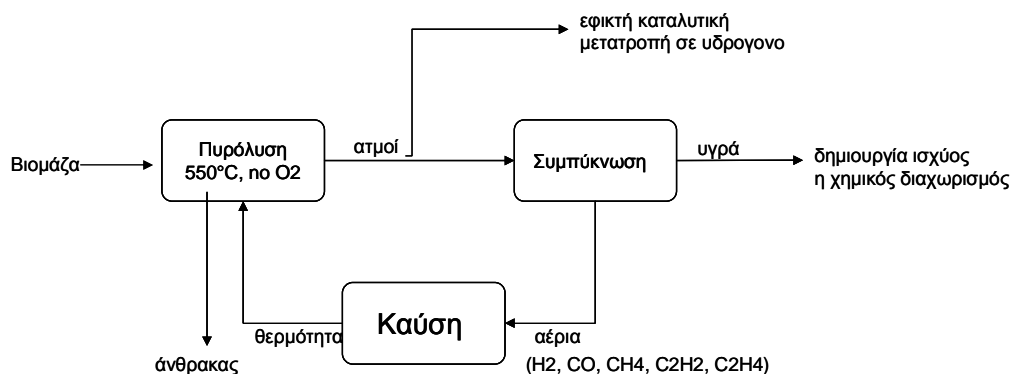 εφικτή καταλυτική
μετατροπή σε υδρογονο
Βιομάζα
Πυρόλυση
550°C, no O2
ατμοί
Συμπύκνωση
υγρά
δημιουργία ισχύος
η χημικός διαχωρισμός
Καύση
θερμότητα
αέρια
(H2, CO, CH4, C2H2, C2H4)
άνθρακας